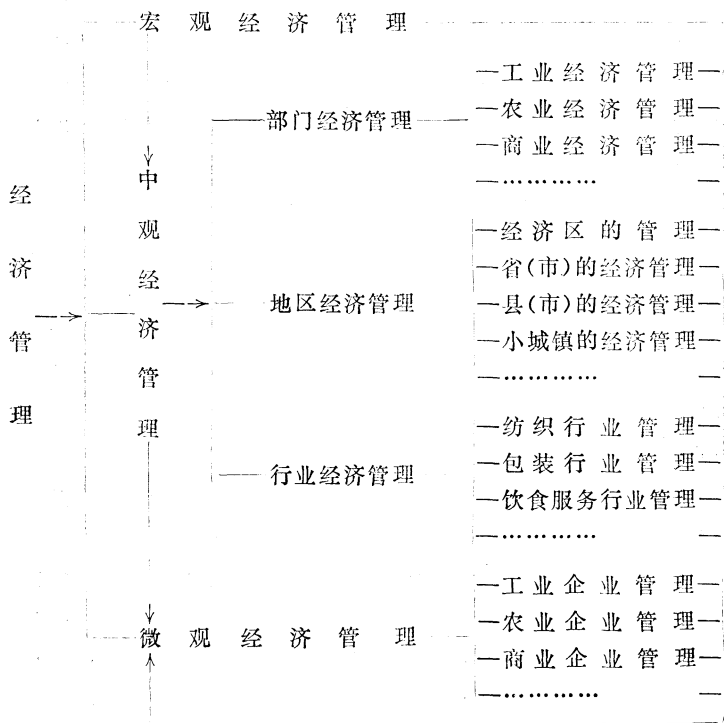 宏观经济管理
工业经济管理
部门经济管理
农业经济管理
商业经济管理
…………
经济管理
中观经济管理
经济区的管理
省(市)的经济管理
地区经济管理
县(市)的经济管理
小城镇的经济管理
…………
纺织行业管理
包装行业管理
行业经济管理
饮食服务行业管理
…………
工业企业管理
农业企业管理
微观经济管理
商业企业管理
…………